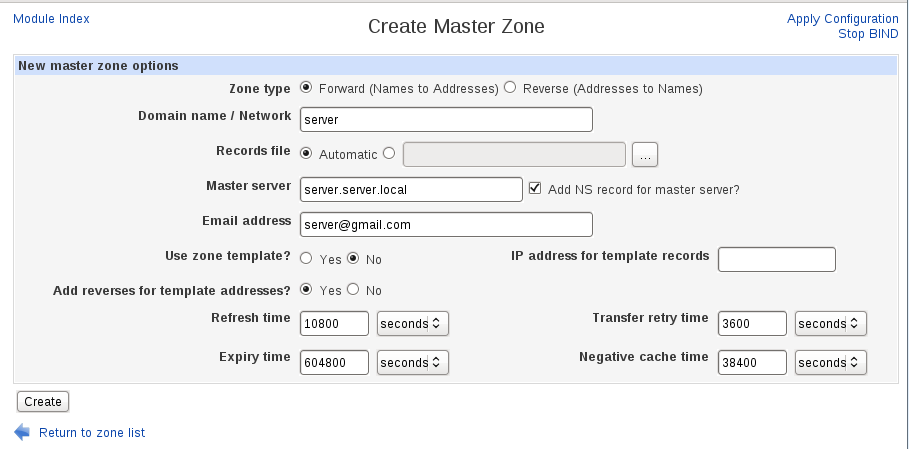 Module Index
Create Master Zone
Apply Configuration
Stop BIND
New master zone options
Zone type Forward (Names to Addresses) Reverse (Addresses to Names)
Domain name / Network server
Records file Automatic ...
Master server server.server.local Add NS record for master server?
Email address server@gmail.com
Use zone template? Yes No IP address for template records
Add reverses for template addresses? Yes No
Refresh time 10800 seconds Transfer retry time 3600 seconds
Expiry time 604800 seconds Negative cache time 38400 seconds
Create
Return to zone list